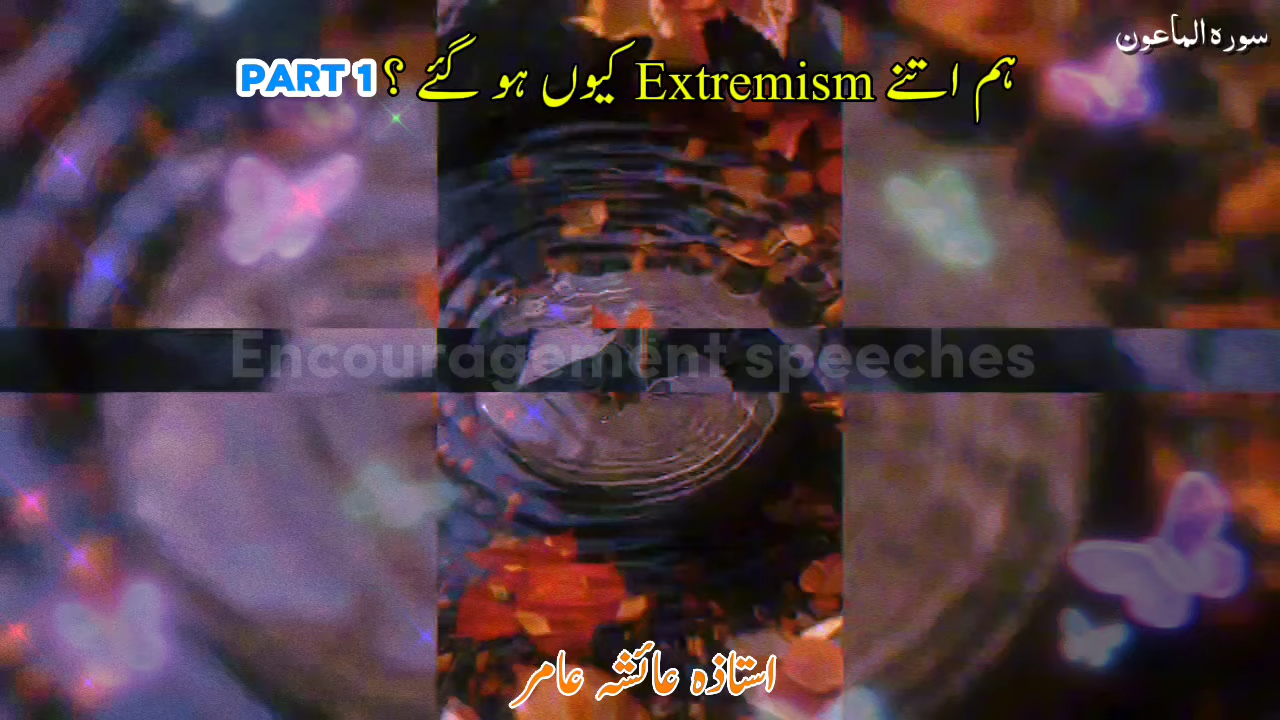 سورہ الماعون
ہم اتنے Extremism کیوں ہو گئے ؟ PART 1
Encouragement speeches
استاذہ عائشہ عامر